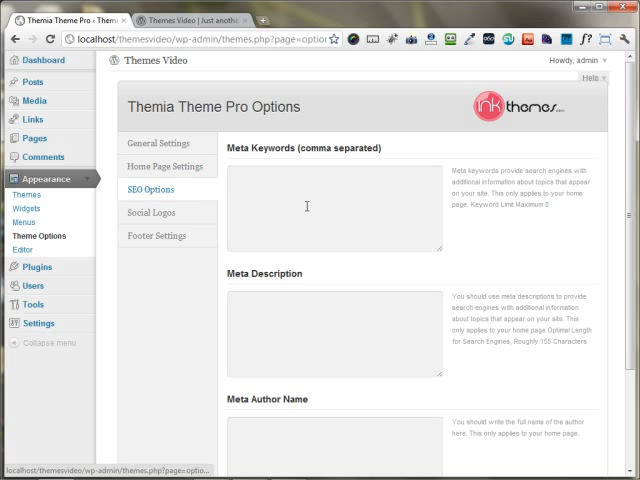 Themia Theme Pro Options ‹ Them
Themes Video | Just anothe
localhost/themesvideo/wp-admin/themes.php?page=option
Dashboard
Posts
Media
Links
Pages
Comments
Appearance
Themes
Widgets
Menus
Theme Options
Editor
Plugins
Users
Tools
Settings
Collapse menu
Themes Video
Howdy, admin
Help
Themia Theme Pro Options
inkthemes.com
General Settings
Home Page Settings
SEO Options
Social Logos
Footer Settings
Meta Keywords (comma separated)
Meta keywords provide search engines with
additional information about topics that appear
on your site. This only applies to your home
page. Keyword Limit Maximum 8
Meta Description
You should use meta descriptions to provide
search engines with additional information
about topics that appear on your site. This
only applies to your home page.Optimal Length
for Search Engines, Roughly 155 Characters
Meta Author Name
You should write the full name of the author
here. This only applies to your home page.
localhost/themesvideo/wp-admin/themes.php?page=optio...